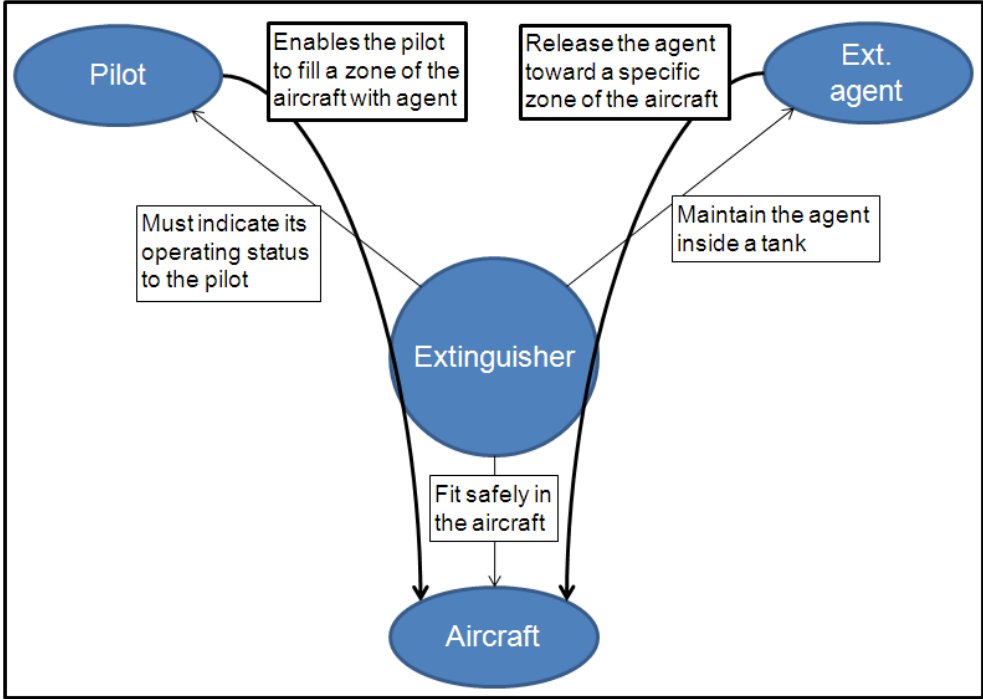 Pilot
Enables the pilot
to fill a zone of the
aircraft with agent
Release the agent
toward a specific
zone of the aircraft
Ext.
agent
Must indicate its
operating status
to the pilot
Maintain the agent
inside a tank
Extinguisher
Fit safely in
the aircraft
Aircraft